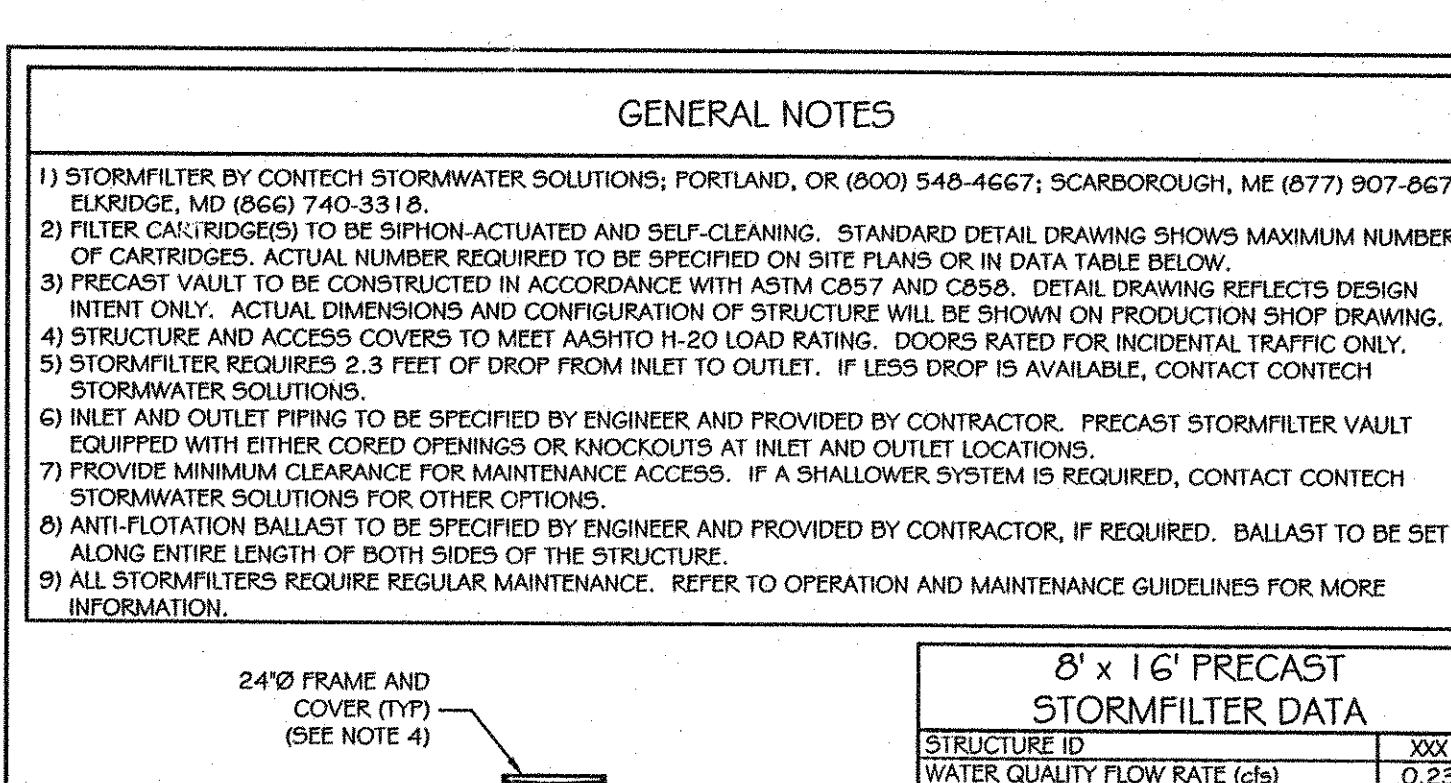 GENERAL NOTES
1) STORMFILTER BY CONTECH STORMWATER SOLUTIONS; PORTLAND, OR (800) 548-4667; SCARBOROUGH, ME (877) 907-867
ELKRIDGE, MD (866) 740-3318.
2) FILTER CARTRIDGE(S) TO BE SIPHON-ACTUATED AND SELF-CLEANING. STANDARD DETAIL DRAWING SHOWS MAXIMUM NUMBER
OF CARTRIDGES. ACTUAL NUMBER REQUIRED TO BE SPECIFIED ON SITE PLANS OR IN DATA TABLE BELOW.
3) PRECAST VAULT TO BE CONSTRUCTED IN ACCORDANCE WITH ASTM C857 AND C858. DETAIL DRAWING REFLECTS DESIGN
INTENT ONLY. ACTUAL DIMENSIONS AND CONFIGURATION OF STRUCTURE WILL BE SHOWN ON PRODUCTION SHOP DRAWING.
4) STRUCTURE AND ACCESS COVERS TO MEET AASHTO H-20 LOAD RATING. DOORS RATED FOR INCIDENTAL TRAFFIC ONLY.
5) STORMFILTER REQUIRES 2.3 FEET OF DROP FROM INLET TO OUTLET. IF LESS DROP IS AVAILABLE, CONTACT CONTECH
STORMWATER SOLUTIONS.
6) INLET AND OUTLET PIPING TO BE SPECIFIED BY ENGINEER AND PROVIDED BY CONTRACTOR. PRECAST STORMFILTER VAULT
EQUIPPED WITH EITHER CORED OPENINGS OR KNOCKOUTS AT INLET AND OUTLET LOCATIONS.
7) PROVIDE MINIMUM CLEARANCE FOR MAINTENANCE ACCESS. IF A SHALLOWER SYSTEM IS REQUIRED, CONTACT CONTECH
STORMWATER SOLUTIONS FOR OTHER OPTIONS.
8) ANTI-FLOTATION BALLAST TO BE SPECIFIED BY ENGINEER AND PROVIDED BY CONTRACTOR, IF REQUIRED. BALLAST TO BE SET
ALONG ENTIRE LENGTH OF BOTH SIDES OF THE STRUCTURE.
9) ALL STORMFILTERS REQUIRE REGULAR MAINTENANCE. REFER TO OPERATION AND MAINTENANCE GUIDELINES FOR MORE
INFORMATION.
24"Ø FRAME AND
COVER (TYP)
(SEE NOTE 4)
8' x 16' PRECAST
STORMFILTER DATA
STRUCTURE ID XXX
WATER QUALITY FLOW RATE (cfs) 0.23